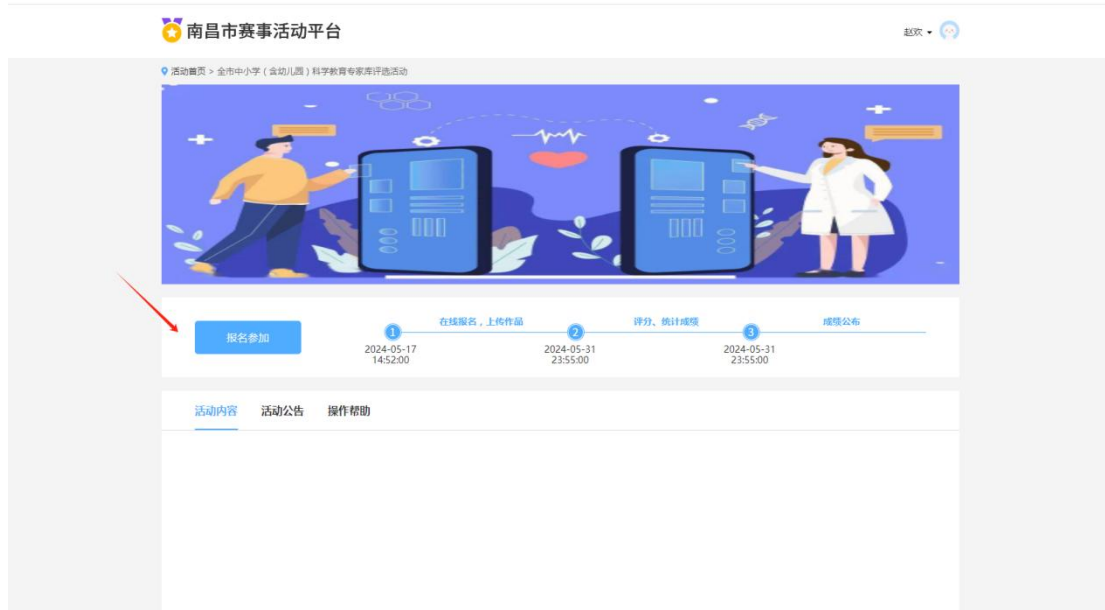 南昌市赛事活动平台
赵欢
活动首页 > 全市中小学(含幼儿园)科学教育专家库评选活动
报名参加
在线报名,上传作品
评分、统计成绩
成绩公布
1
2
3
2024-05-17
14:52:00
2024-05-31
23:55:00
2024-05-31
23:55:00
活动内容 活动公告 操作帮助